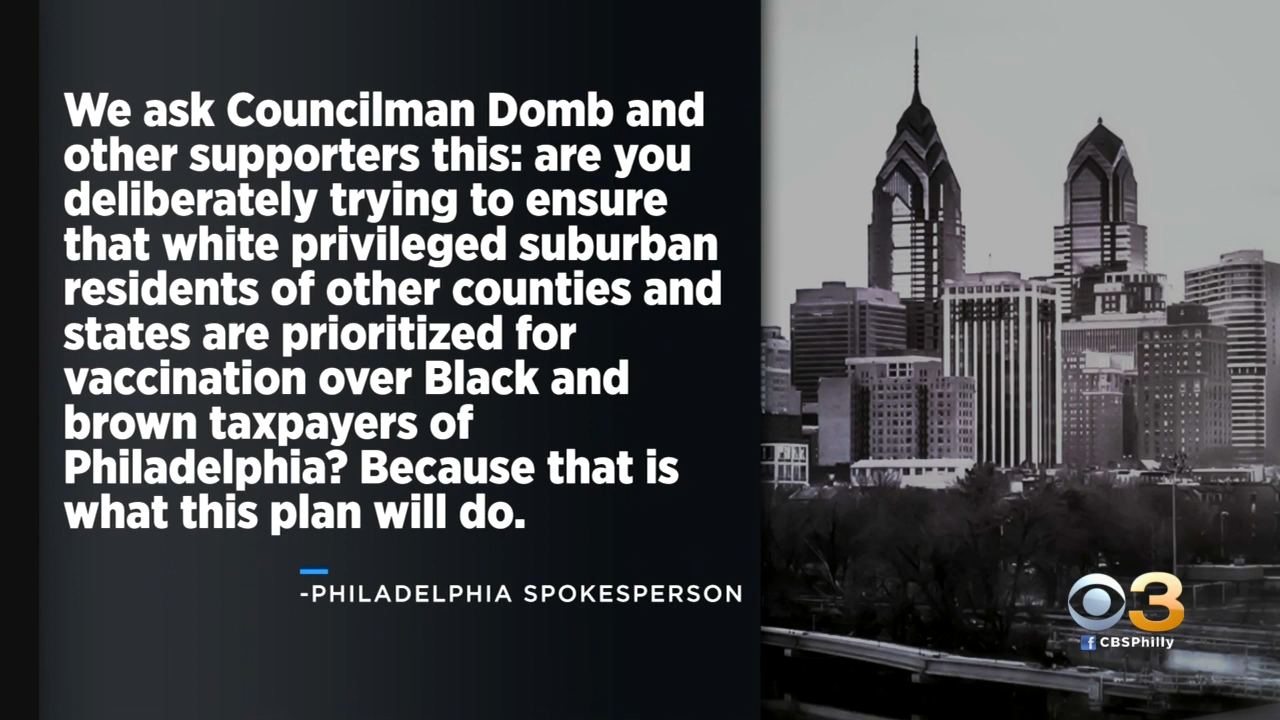 We ask Councilman Domb and
other supporters this: are you
deliberately trying to ensure
that white privileged suburban
residents of other counties and
states are prioritized for
vaccination over Black and
brown taxpayers of
Philadelphia? Because that is
what this plan will do.
-PHILADELPHIA SPOKESPERSON
3
f CBSPhilly